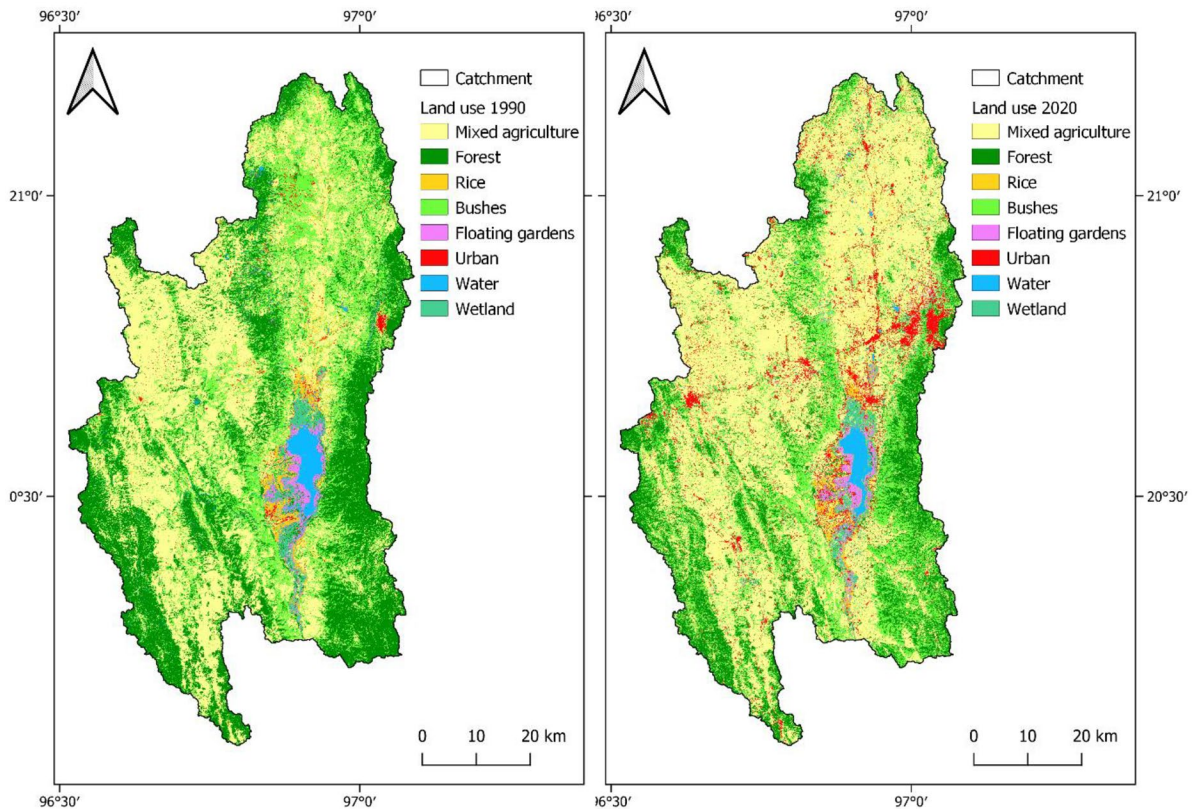 96°30′ 97°0′ 96°30′ 97°0′
Catchment
Land use 1990
Mixed agriculture
Forest
Rice
Bushes
Floating gardens
Urban
Water
Wetland
21°0′
0°30′
0 10 20 km
96°30′ 97°0′
Catchment
Land use 2020
Mixed agriculture
Forest
Rice
Bushes
Floating gardens
Urban
Water
Wetland
21°0′
20°30′
0 10 20 km
96°30′ 97°0′